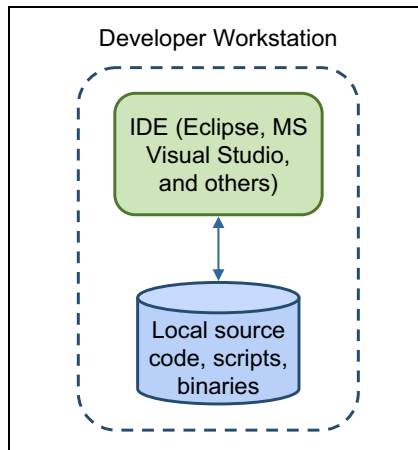 Developer Workstation
IDE (Eclipse, MS
Visual Studio,
and others)
Local source
code, scripts,
binaries